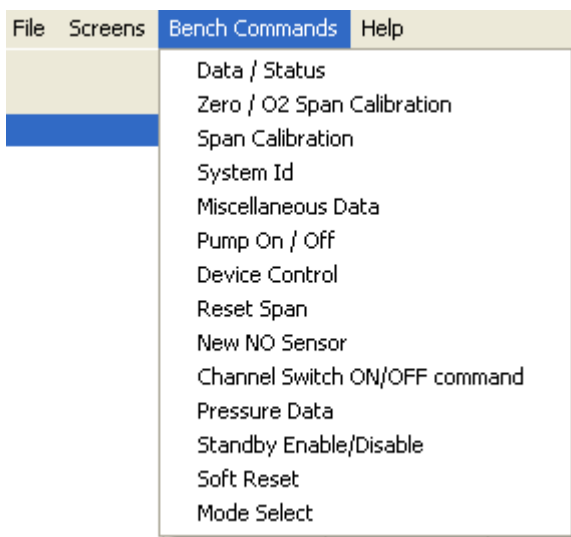 File Screens Bench Commands Help
Data / Status
Zero / O2 Span Calibration
Span Calibration
System Id
Miscellaneous Data
Pump On / Off
Device Control
Reset Span
New NO Sensor
Channel Switch ON/OFF command
Pressure Data
Standby Enable/Disable
Soft Reset
Mode Select